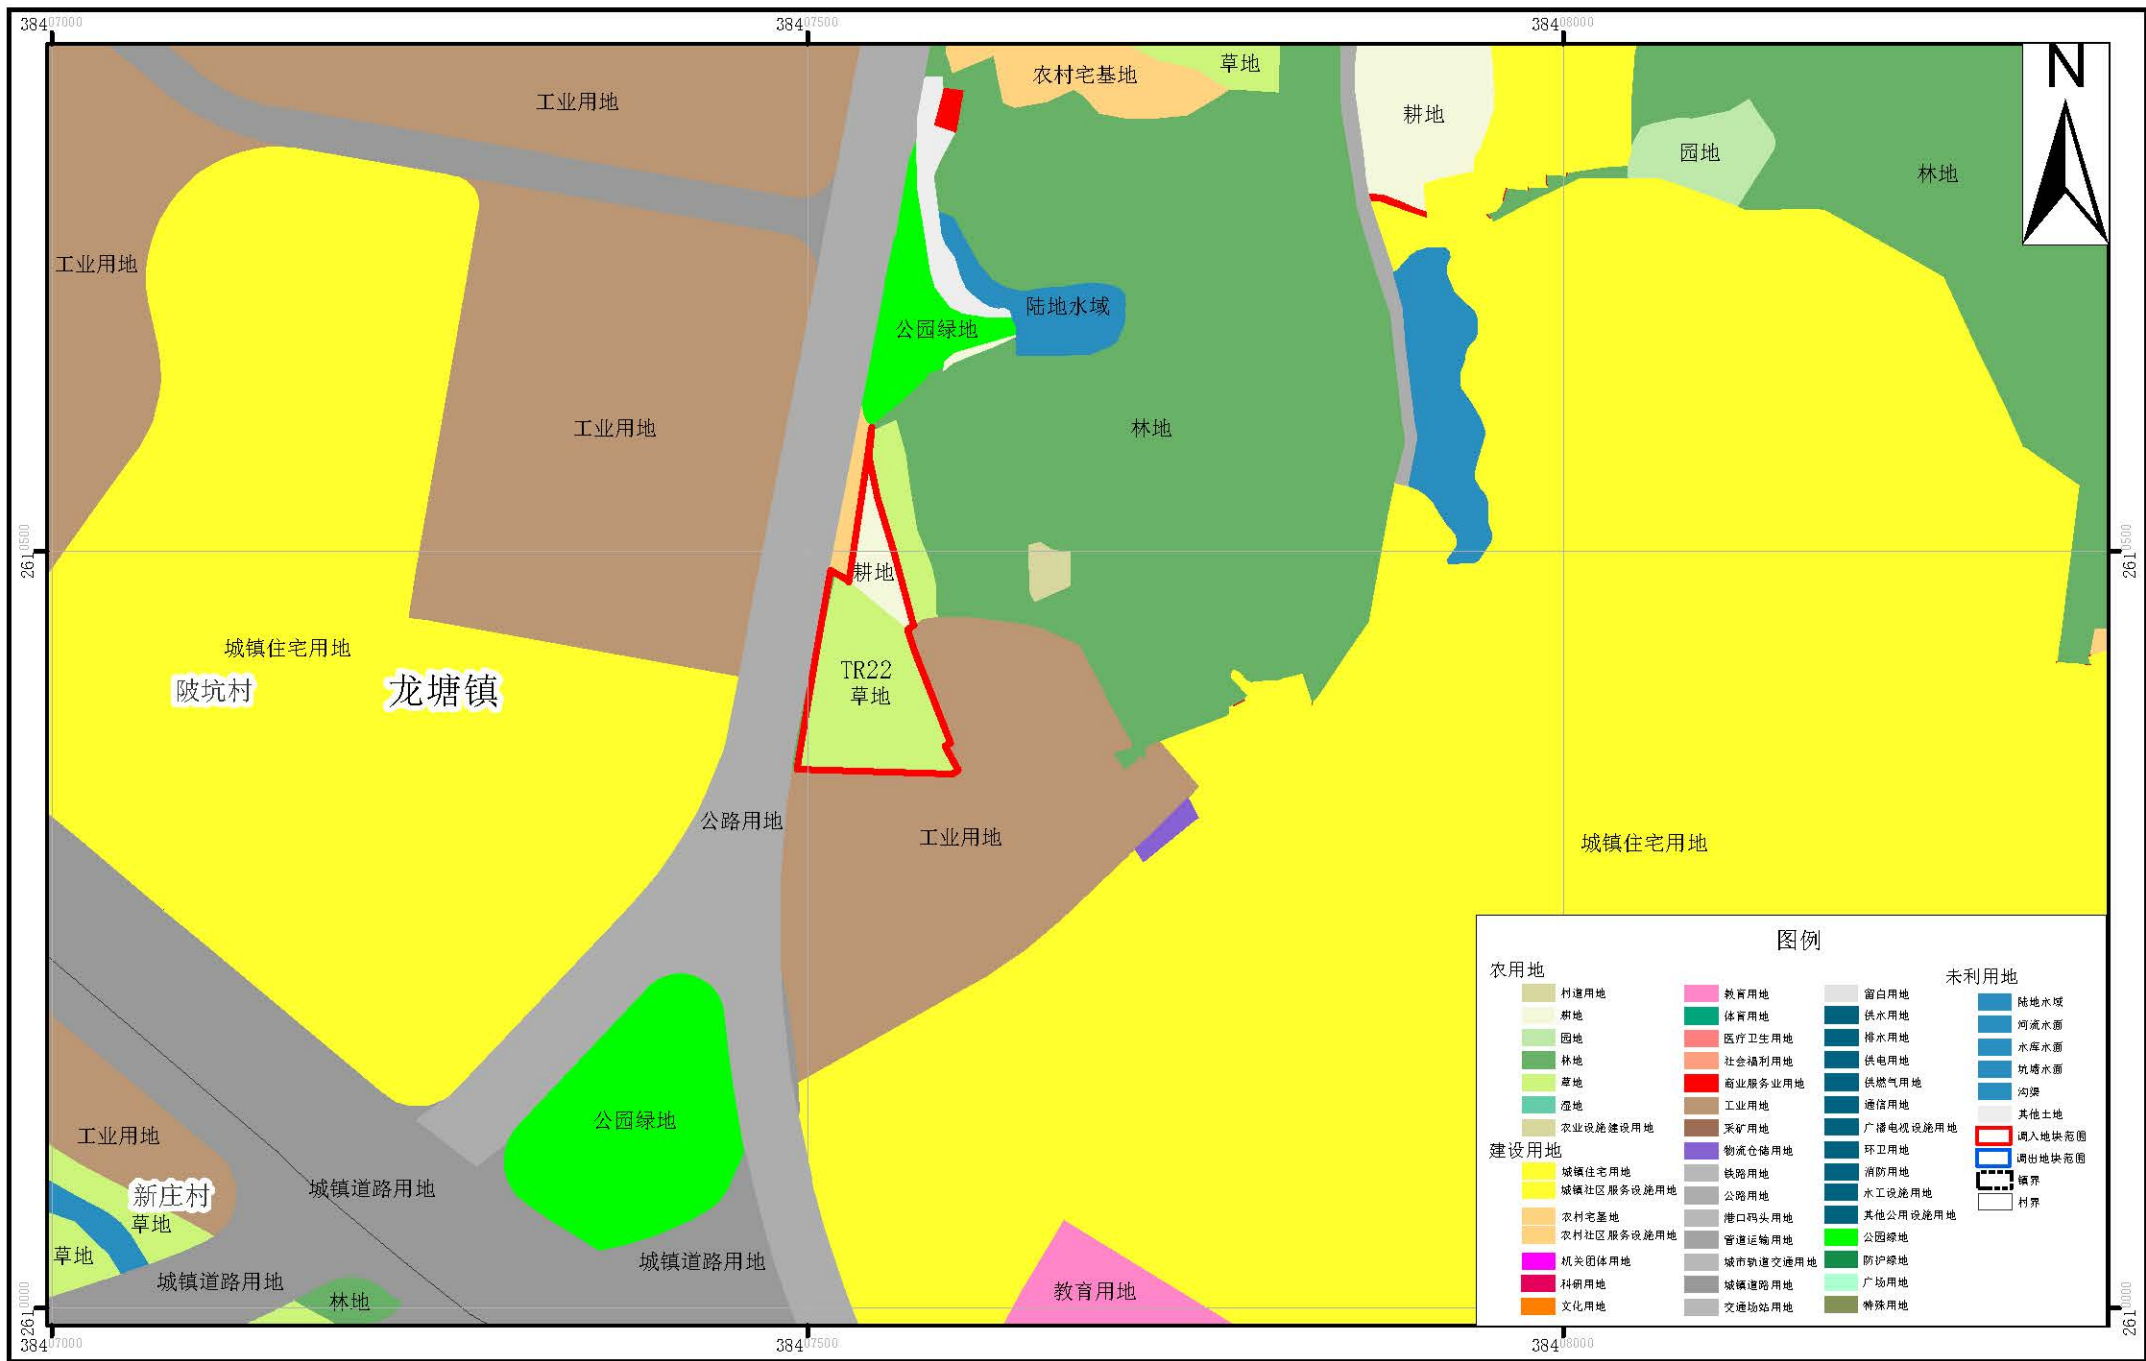 38407000
38407500
38408000
N
农村宅基地
草地
工业用地
耕地
园地
林地
工业用地
陆地水域
公园绿地
工业用地
林地
2610500
2610500
耕地
城镇住宅用地
TR22
草地
陂坑村
龙塘镇
公路用地
工业用地
城镇住宅用地
公园绿地
工业用地
新庄村
草地
草地
城镇道路用地
城镇道路用地
城镇道路用地
林地
教育用地
图例
农用地
村道用地
耕地
园地
林地
草地
湿地
农业设施建设用地
建设用地
城镇住宅用地
城镇社区服务设施用地
农村宅基地
农村社区服务设施用地
机关团体用地
科研用地
文化用地
教育用地
体育用地
医疗卫生用地
社会福利用地
商业服务业用地
工业用地
采矿用地
物流仓储用地
铁路用地
公路用地
港口码头用地
管道运输用地
城市轨道交通用地
城镇道路用地
交通场站用地
留白用地
供水用地
排水用地
供电用地
供燃气用地
通信用地
广播电视设施用地
环卫用地
消防用地
水工设施用地
其他公用设施用地
公园绿地
防护绿地
广场用地
特殊用地
未利用地
陆地水域
河流水面
水库水面
坑塘水面
沟渠
其他土地
调入地块范围
调出地块范围
镇界
村界
2610000
2610000
38407000
38407500
38408000